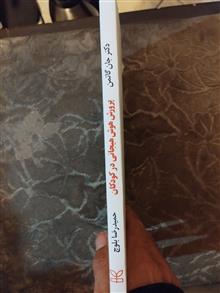 دکتر جان گاتمن
پرورش هوش هیجانی در کودکان
حمیدرضا بلوچ